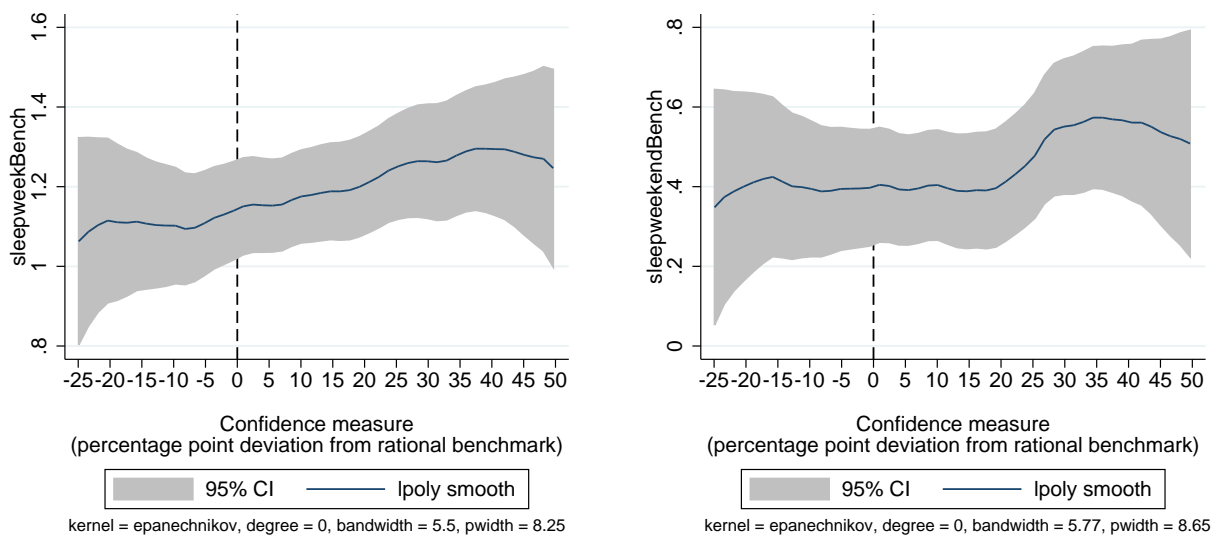 sleepweekBench
1.6
1.4
1.2
1
.8
-25 -20 -15 -10 -5 0 5 10 15 20 25 30 35 40 45 50
Confidence measure
(percentage point deviation from rational benchmark)
95% CI lpoly smooth
kernel = epanechnikov, degree = 0, bandwidth = 5.5, pwidth = 8.25
sleepweekendBench
.8
.6
.4
.2
0
-25 -20 -15 -10 -5 0 5 10 15 20 25 30 35 40 45 50
Confidence measure
(percentage point deviation from rational benchmark)
95% CI lpoly smooth
kernel = epanechnikov, degree = 0, bandwidth = 5.77, pwidth = 8.65